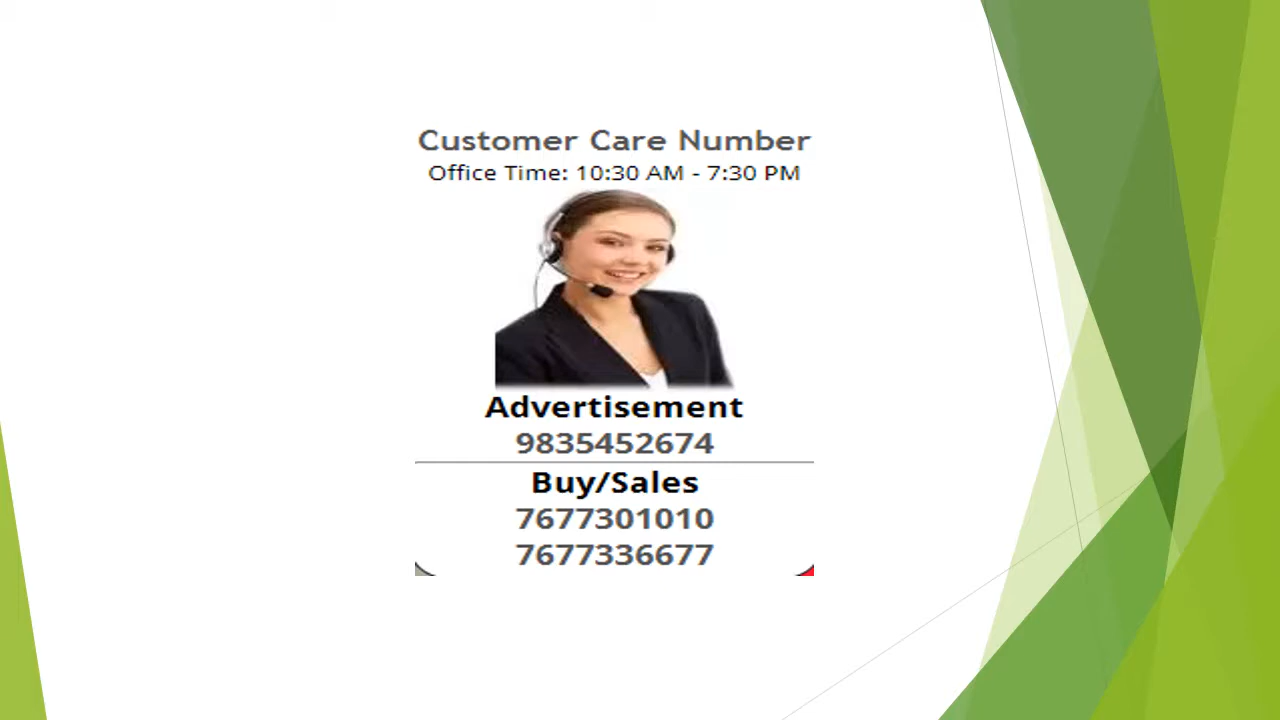 Customer Care Number
Office Time: 10:30 AM - 7:30 PM
Advertisement
9835452674
Buy/Sales
7677301010
7677336677